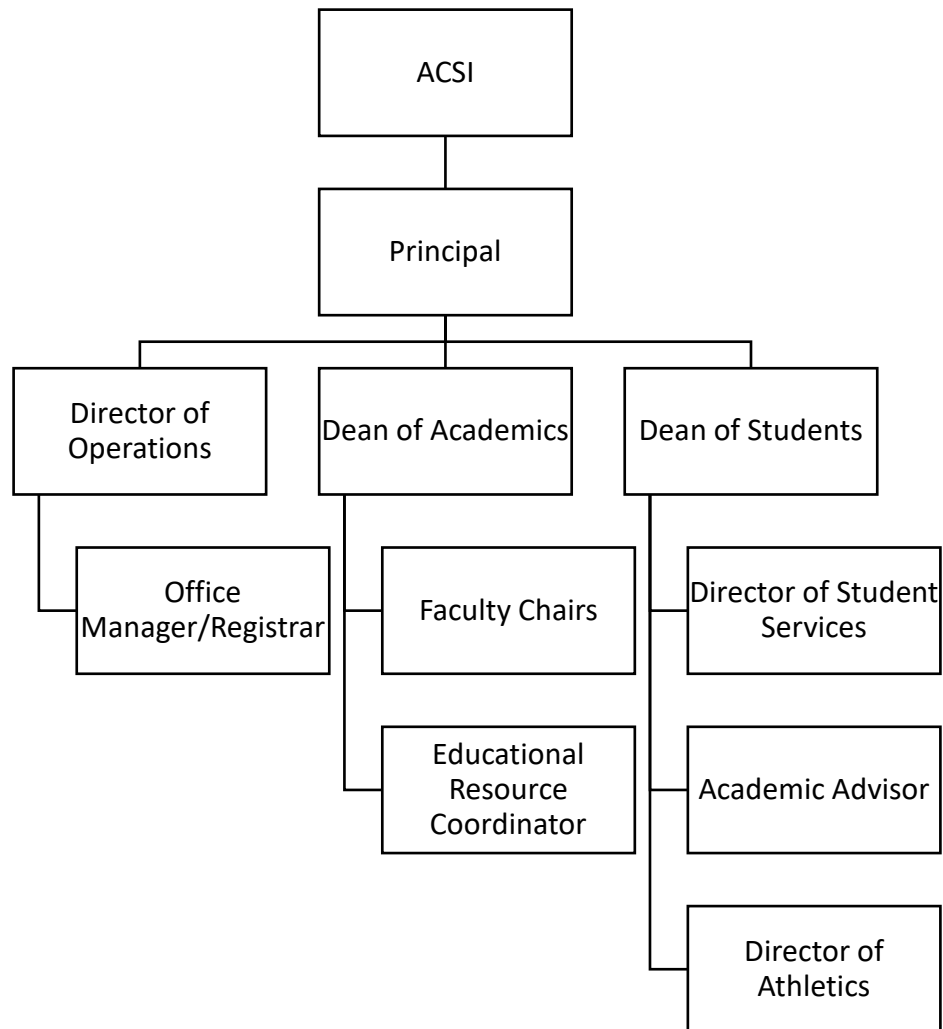 ACSI
Principal
Director of
Operations
Dean of Academics
Dean of Students
Office
Manager/Registrar
Faculty Chairs
Director of Student
Services
Educational
Resource
Coordinator
Academic Advisor
Director of
Athletics